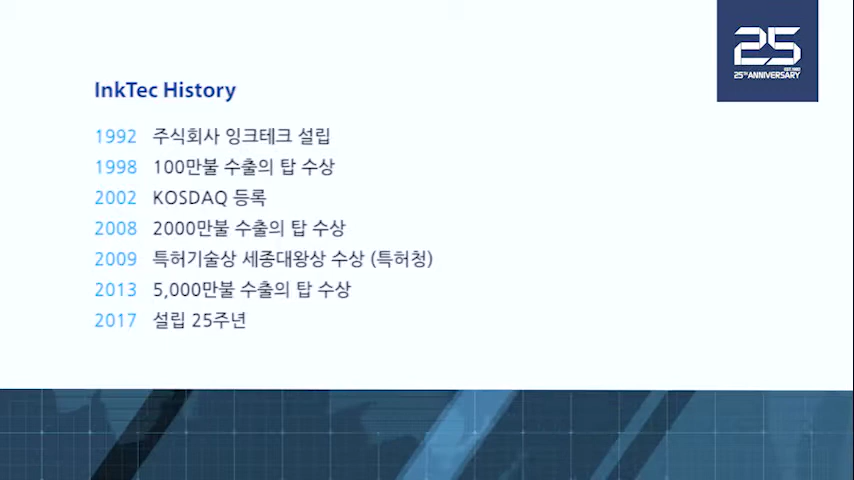 25
25TH ANNIVERSARY
InkTec History
1992 주식회사 잉크테크 설립
1998 100만불 수출의 탑 수상
2002 KOSDAQ 등록
2008 2000만불 수출의 탑 수상
2009 특허기술상 세종대왕상 수상 (특허청)
2013 5,000만불 수출의 탑 수상
2017 설립 25주년